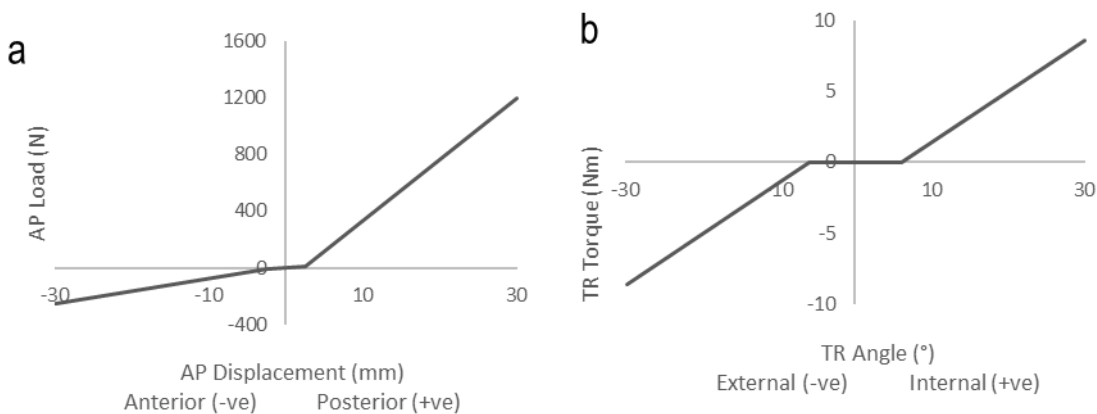 a
1600
1200
800
400
0
-400
-30
-10
10
30
AP Load (N)
AP Displacement (mm)
Anterior (-ve) Posterior (+ve)
b
10
5
0
-5
-10
-30
10
10
30
TR Torque (Nm)
TR Angle (°)
External (-ve) Internal (+ve)